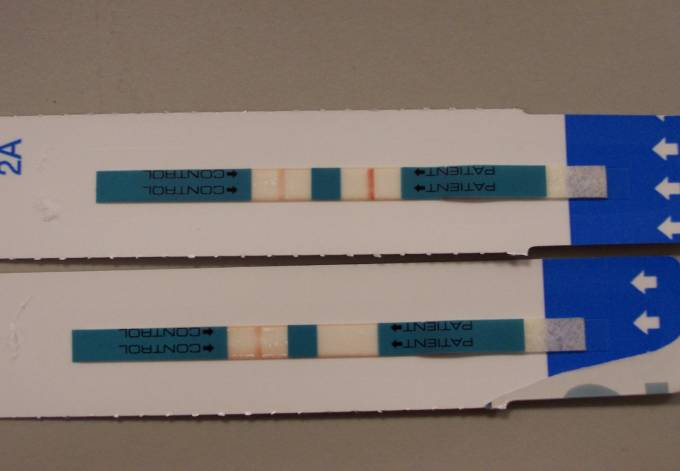 2A
CONTROL
CONTROL
PATIENT
PATIENT
CONTROL
CONTROL
PATIENT
PATIENT